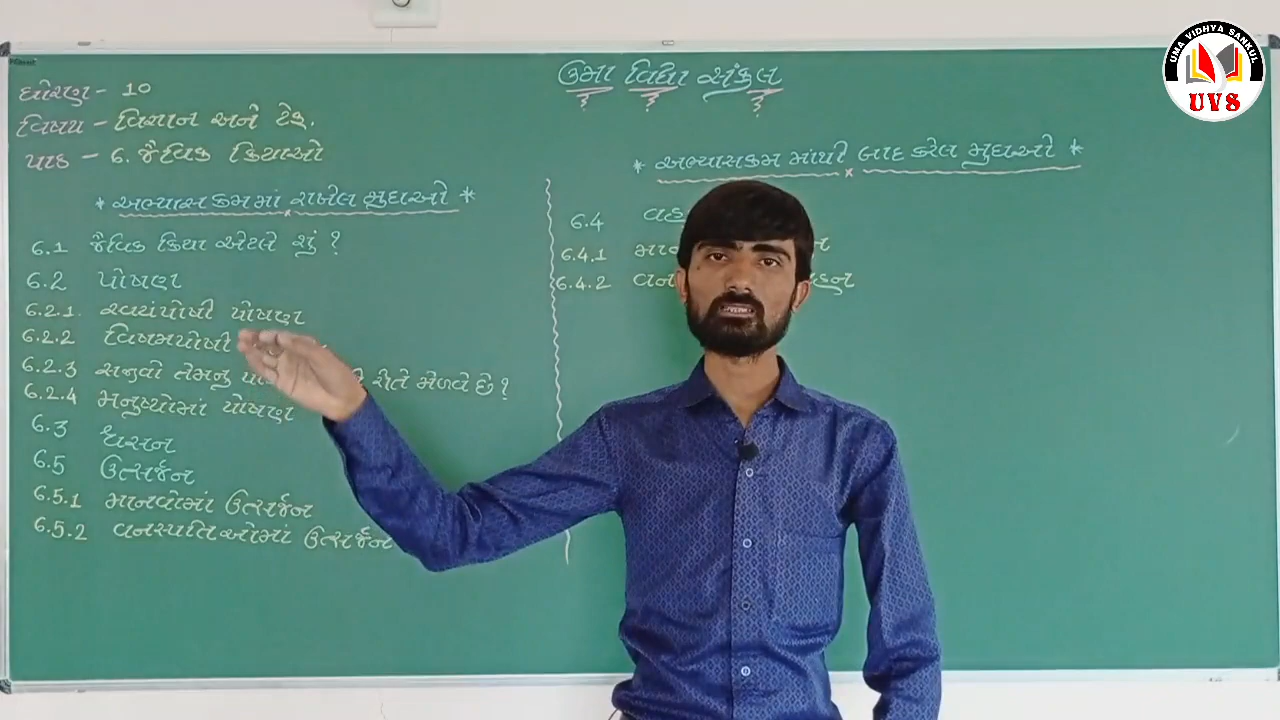 ઉમા વિદ્યા સંકુલ
UMA VIDHYA SANKUL
UVS
ધોરણ - 10
વિષય - વિજ્ઞાન અને ટેક.
પાઠ - 6. જૈવિક ક્રિયાઓ
* અભ્યાસક્રમમાં રાખેલ મુદ્દાઓ *
6.1 જૈવિક ક્રિયા એટલે શું ?
6.2 પોષણ
6.2.1. સ્વયંપોષી પોષણ
6.2.2 વિષમપોષી
6.2.3 સજીવો તેમનુ રીતે મેળવે છે ?
6.2.4 મનુષ્યોમાં પોષણ
6.3 શ્વસન
6.5 ઉત્સર્જન
6.5.1 માનવોમાં ઉત્સર્જન
6.5.2 વનસ્પતિઓમાં ઉત્સર્જન
* અભ્યાસક્રમ માંથી બાદ કરેલ મુદ્દાઓ *
6.4
6.4.1
6.4.2